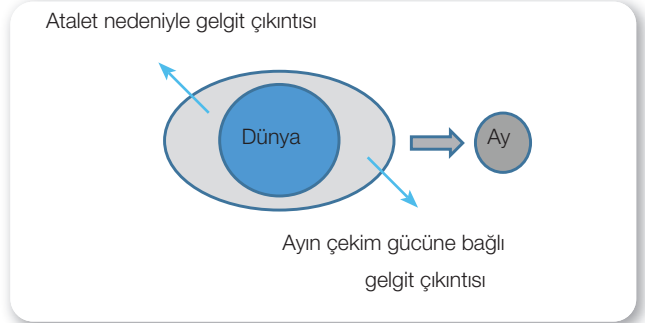 Atalet nedeniyle gelgit çıkıntısı
Dünya
Ay
Ayın çekim gücüne bağlı
gelgit çıkıntısı